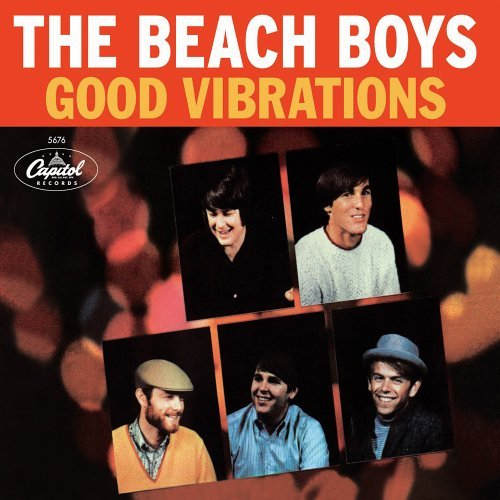 THE BEACH BOYS
GOOD VIBRATIONS
5676
Capitol
RECORDS